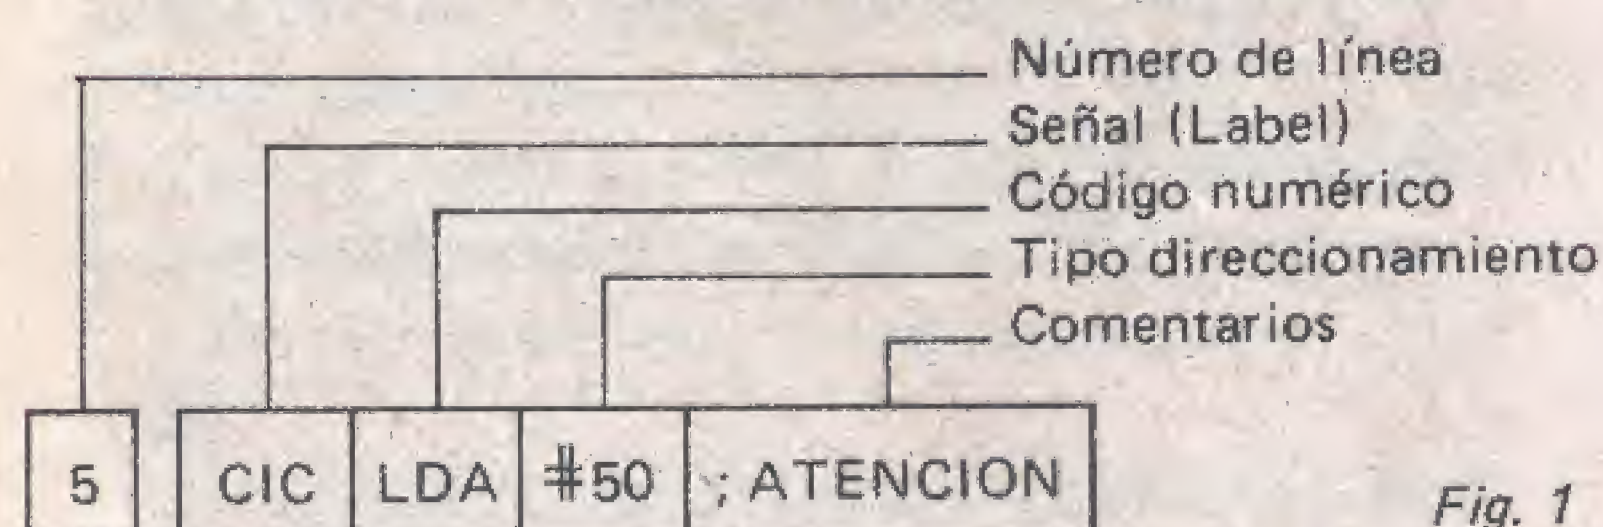 Número de línea
Señal (Label)
Código numérico
Tipo direccionamiento
Comentarios
5 CIC LDA #50 ; ATENCION
Fig. 1